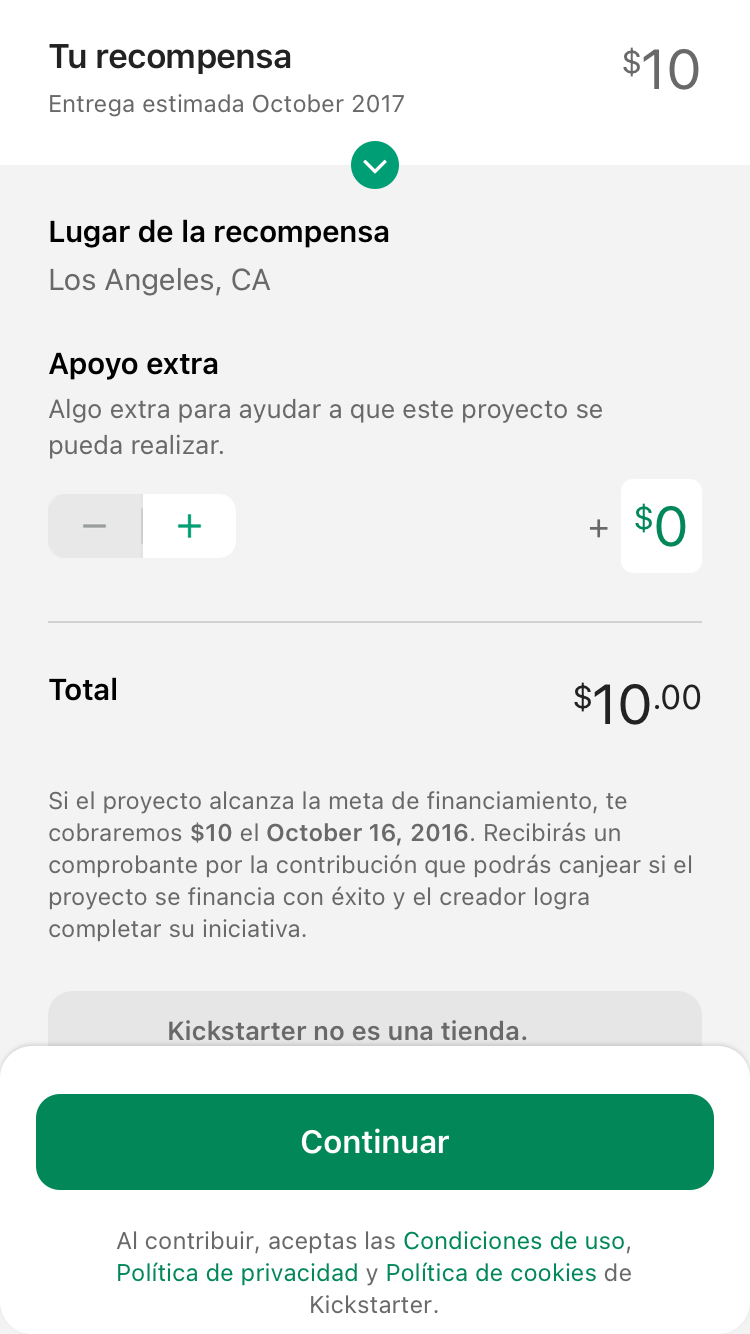 Tu recompensa
$10
Entrega estimada October 2017
Lugar de la recompensa
Los Angeles, CA
Apoyo extra
Algo extra para ayudar a que este proyecto se
pueda realizar.
− +
+ $0
Total
$10.00
Si el proyecto alcanza la meta de financiamiento, te
cobraremos $10 el October 16, 2016. Recibirás un
comprobante por la contribución que podrás canjear si el
proyecto se financia con éxito y el creador logra
completar su iniciativa.
Kickstarter no es una tienda.
Continuar
Al contribuir, aceptas las Condiciones de uso,
Política de privacidad y Política de cookies de
Kickstarter.